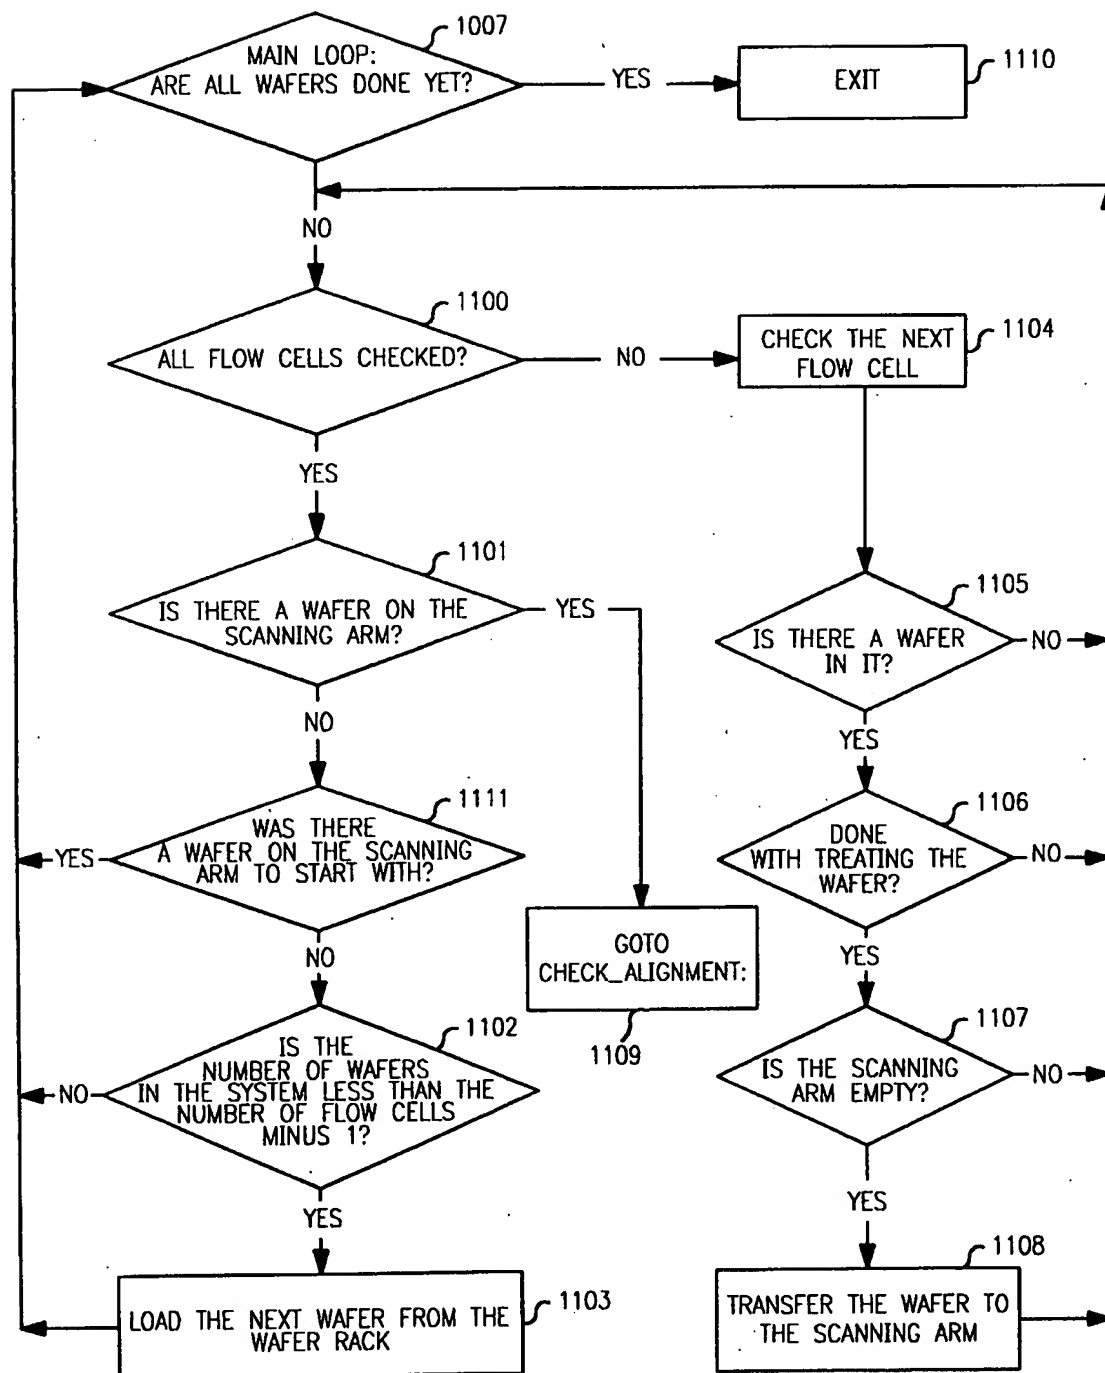 1007
MAIN LOOP:
ARE ALL WAFERS DONE YET?
YES
EXIT
1110
NO
1100
ALL FLOW CELLS CHECKED?
NO
CHECK THE NEXT
FLOW CELL
1104
YES
1101
IS THERE A WAFER ON THE
SCANNING ARM?
YES
1105
IS THERE A WAFER
IN IT?
NO
NO
YES
1111
WAS THERE
A WAFER ON THE SCANNING
ARM TO START WITH?
YES
1106
DONE
WITH TREATING THE
WAFER?
NO
GOTO
CHECK_ALIGNMENT:
1109
NO
YES
1102
IS THE
NUMBER OF WAFERS
IN THE SYSTEM LESS THAN THE
NUMBER OF FLOW CELLS
MINUS 1?
NO
1107
IS THE SCANNING
ARM EMPTY?
NO
YES
YES
1103
LOAD THE NEXT WAFER FROM THE
WAFER RACK
1108
TRANSFER THE WAFER TO
THE SCANNING ARM